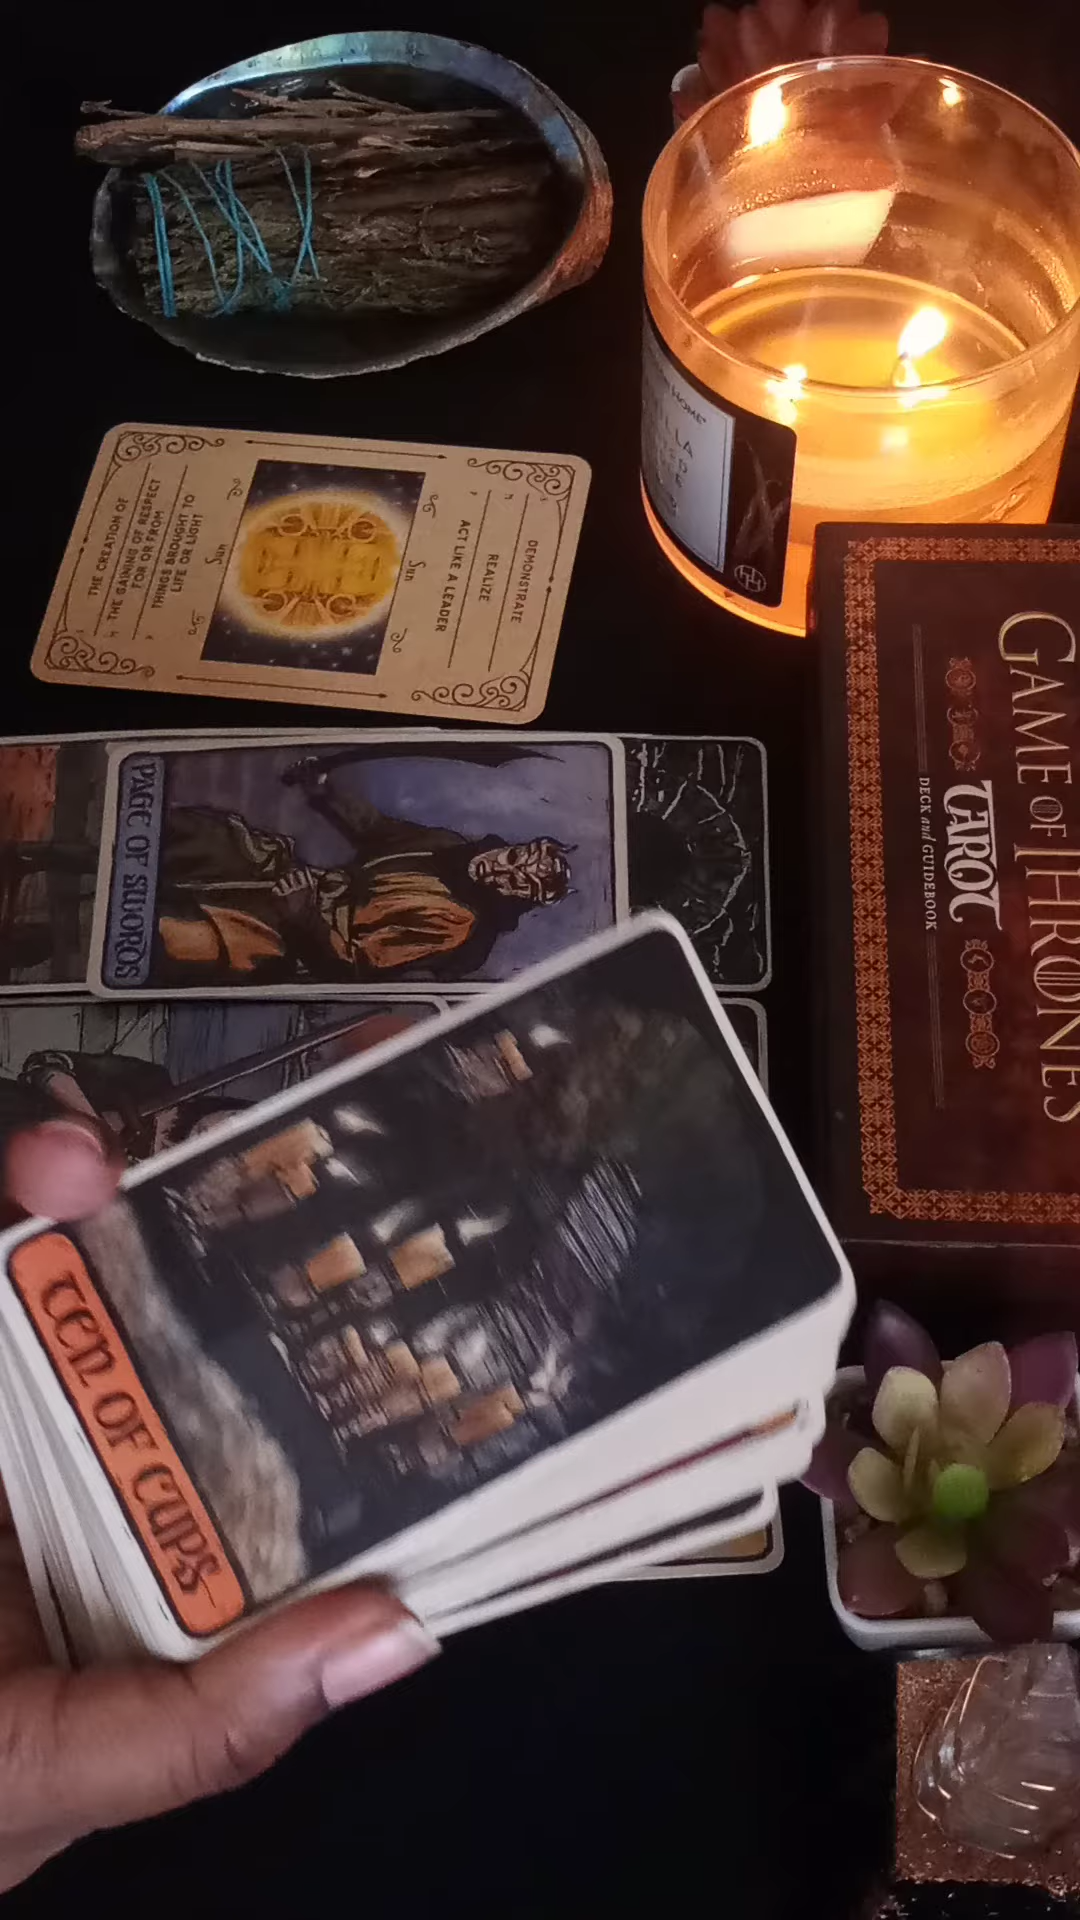 THE CREATION OF
THE GAINING OF RESPECT
FOR OR FROM
THINGS BROUGHT TO
LIFE OR LIGHT
Sun
Sun
DEMONSTRATE
REALIZE
ACT LIKE A LEADER
HOME
PAGE OF SWORDS
GAME OF THRONES
TAROT
DECK and GUIDEBOOK
TEN OF CUPS